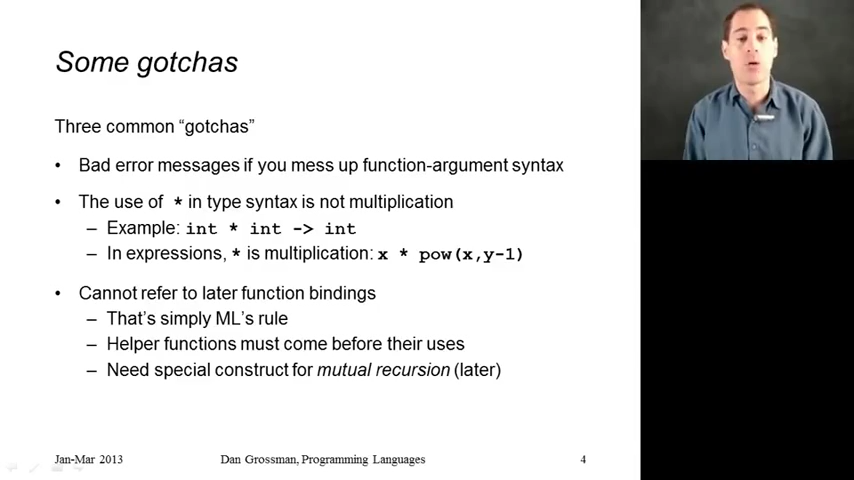 Some gotchas
Three common “gotchas”
• Bad error messages if you mess up function-argument syntax
• The use of * in type syntax is not multiplication
– Example: int * int -> int
– In expressions, * is multiplication: x * pow(x,y-1)
• Cannot refer to later function bindings
– That’s simply ML’s rule
– Helper functions must come before their uses
– Need special construct for mutual recursion (later)
Jan-Mar 2013 Dan Grossman, Programming Languages 4